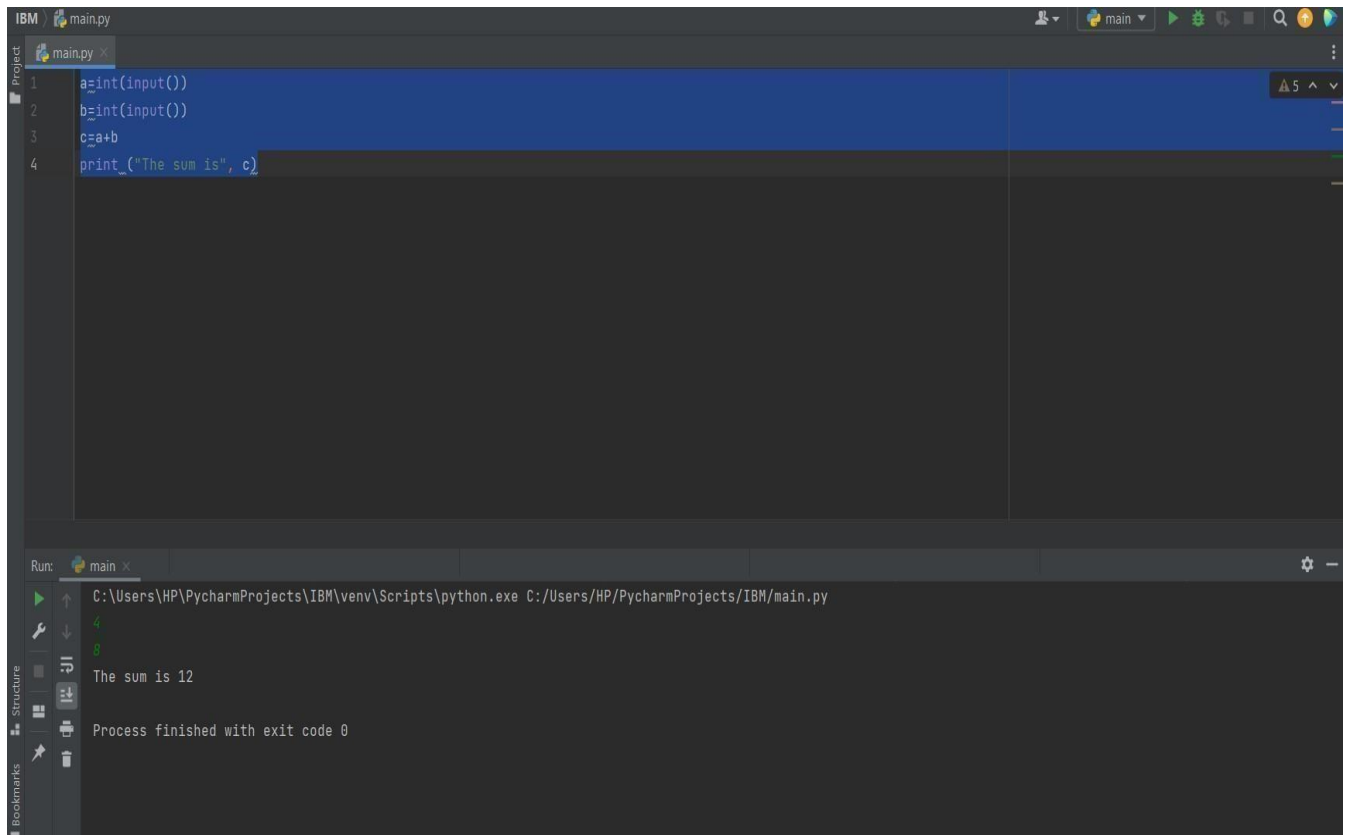 IBM main.py
main
Project
main.py
1 a=int(input())
2 b=int(input())
3 c=a+b
4 print ("The sum is", c)
5
Run: main
C:\Users\HP\PycharmProjects\IBM\venv\Scripts\python.exe C:/Users/HP/PycharmProjects/IBM/main.py
4
8
The sum is 12
Process finished with exit code 0
Structure
Bookmarks